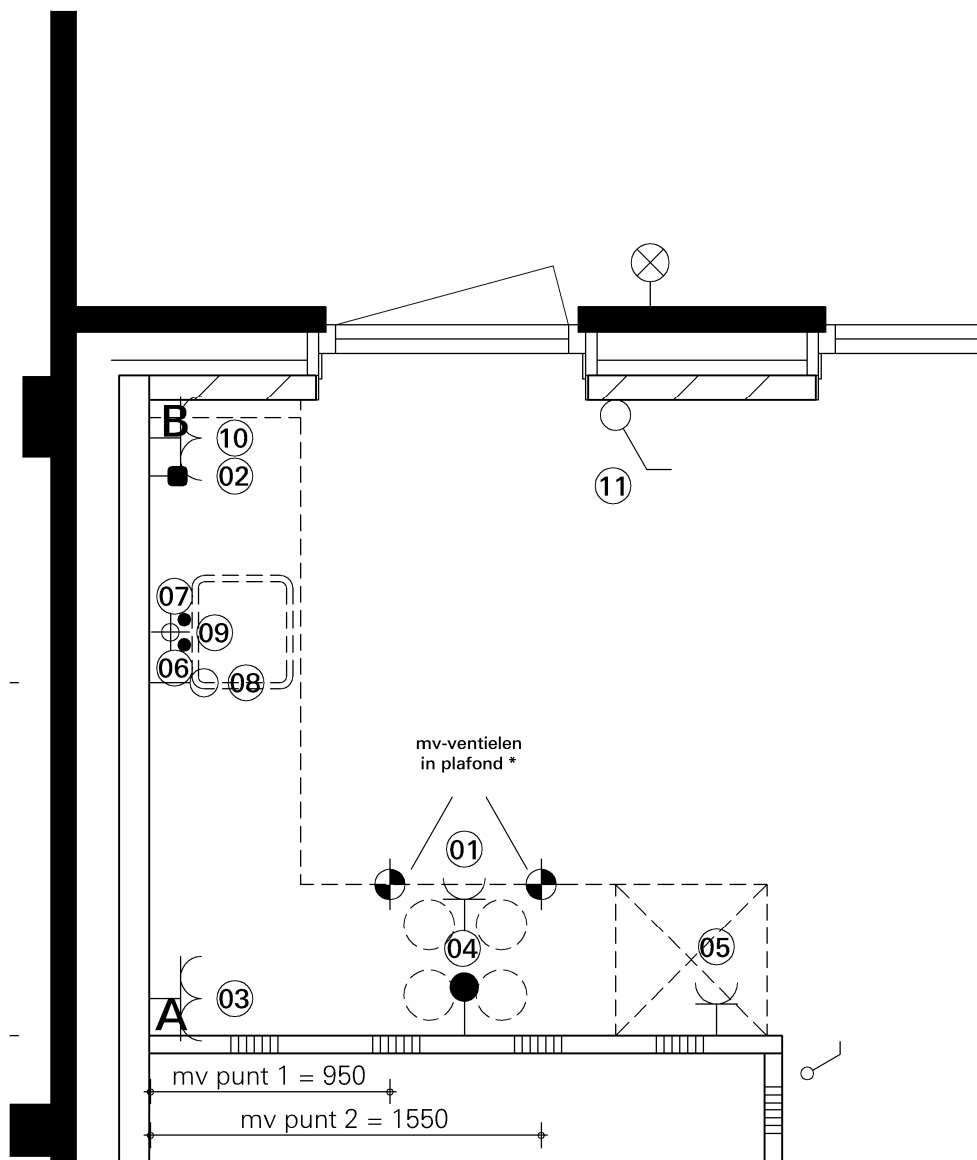 B
10
02
11
07
09
06
08
mv-ventielen
in plafond *
01
04
05
03
A
mv punt 1 = 950
mv punt 2 = 1550